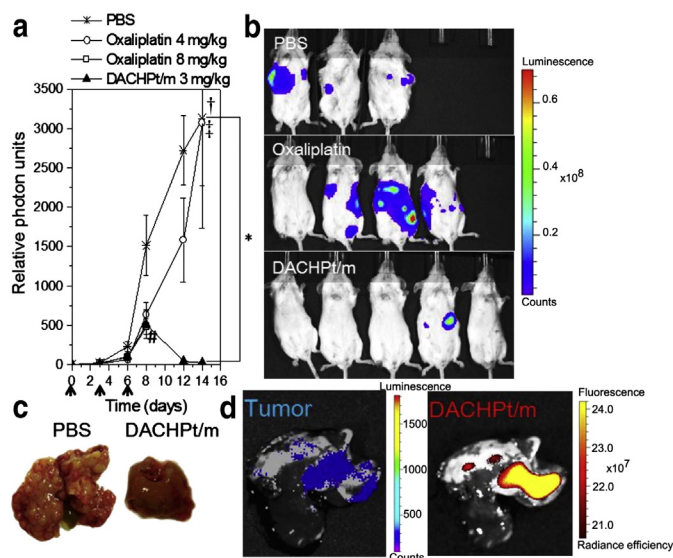 a
PBS
Oxaliplatin 4 mg/kg
Oxaliplatin 8 mg/kg
DACHPt/m 3 mg/kg
Relative photon units
3500
3000
2500
2000
1500
1000
500
0
†
‡
*
#
0 2 4 6 8 10 12 14 16
Time (days)
b
PBS
Oxaliplatin
DACHPt/m
Luminescence
0.6
0.4
x10⁸
0.2
0.0
Counts
c
PBS
DACHPt/m
d
Tumor
Luminescence
1500
1000
500
Counts
DACHPt/m
Fluorescence
24.0
23.0
x10⁷
22.0
21.0
Radiance efficiency